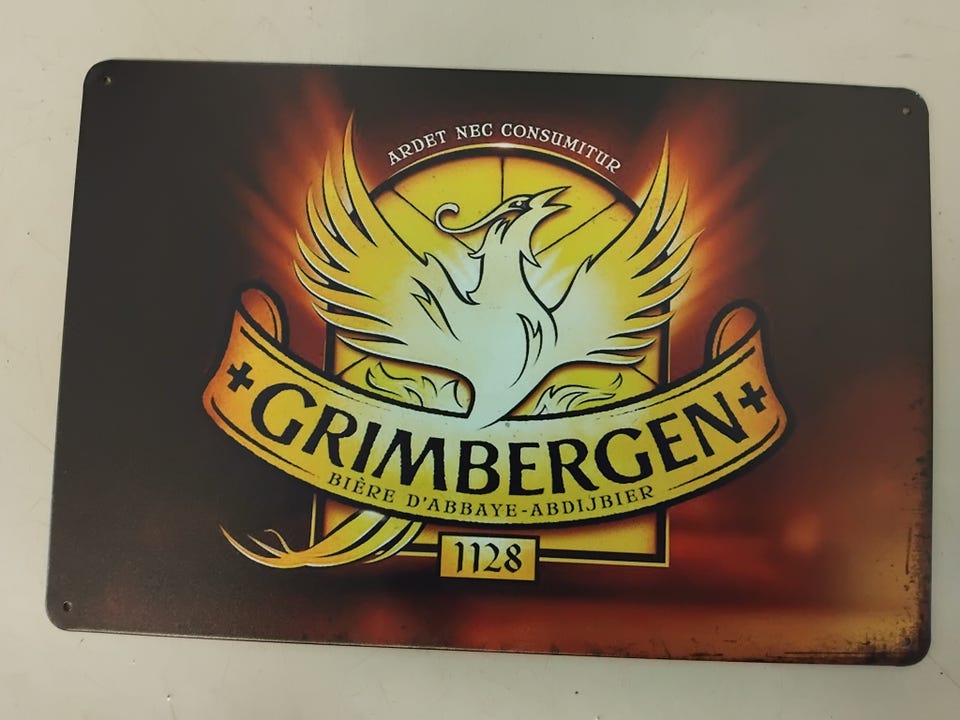 ARDET NEC CONSUMITUR
GRIMBERGEN
BIÈRE D'ABBAYE-ABDIJBIER
1128